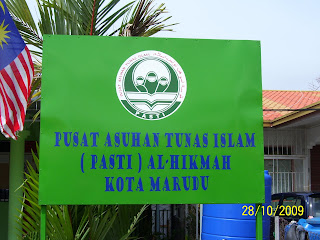 PASTI
PUSAT ASUHAN TUNAS ISLAM
( PASTI ) AL-HIKMAH
KOTA MARUDU
28/10/2009